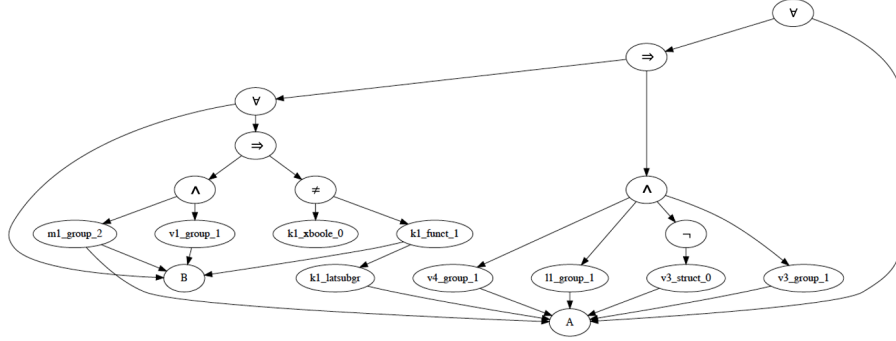 ∀
⇒
∀
⇒
∧ ≠ ∧
m1_group_2 v1_group_1 k1_xboole_0 k1_funct_1 ¬
B k1_latsubgr v4_group_1 l1_group_1 v3_struct_0 v3_group_1
A